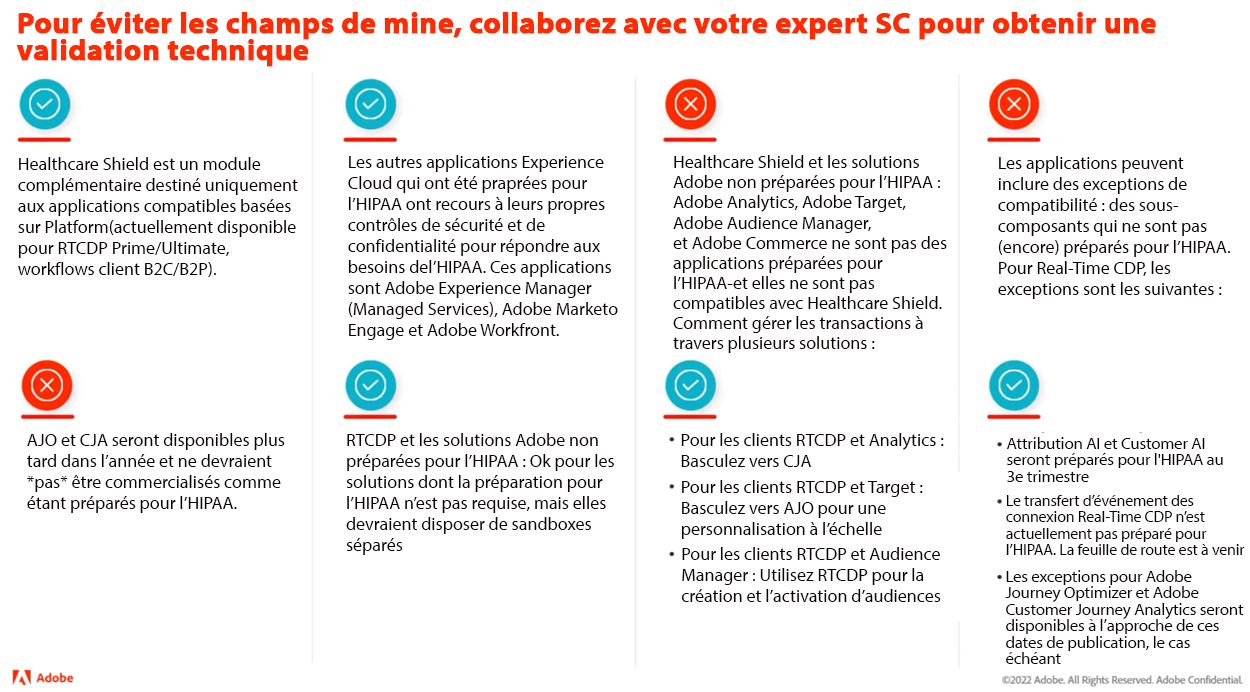 Pour éviter les champs de mine, collaborez avec votre expert SC pour obtenir une
validation technique
Healthcare Shield est un module
complémentaire destiné uniquement
aux applications compatibles basées
sur Platform(actuellement disponible
pour RTCDP Prime/Ultimate,
workflows client B2C/B2P).
Les autres applications Experience
Cloud qui ont été praprées pour
l’HIPAA ont recours à leurs propres
contrôles de sécurité et de
confidentialité pour répondre aux
besoins del’HIPAA. Ces applications
sont Adobe Experience Manager
(Managed Services), Adobe Marketo
Engage et Adobe Workfront.
Healthcare Shield et les solutions
Adobe non préparées pour l’HIPAA :
Adobe Analytics, Adobe Target,
Adobe Audience Manager,
et Adobe Commerce ne sont pas des
applications préparées pour
l’HIPAA-et elles ne sont pas
compatibles avec Healthcare Shield.
Comment gérer les transactions à
travers plusieurs solutions :
Les applications peuvent
inclure des exceptions de
compatibilité : des sous-
composants qui ne sont pas
(encore) préparés pour l’HIPAA.
Pour Real-Time CDP, les
exceptions sont les suivantes :
AJO et CJA seront disponibles plus
tard dans l’année et ne devraient
*pas* être commercialisés comme
étant préparés pour l’HIPAA.
RTCDP et les solutions Adobe non
préparées pour l’HIPAA : Ok pour les
solutions dont la préparation pour
l’HIPAA n’est pas requise, mais elles
devraient disposer de sandboxes
séparés
• Pour les clients RTCDP et Analytics :
Basculez vers CJA
• Pour les clients RTCDP et Target :
Basculez vers AJO pour une
personnalisation à l’échelle
• Pour les clients RTCDP et Audience
Manager : Utilisez RTCDP pour la
création et l’activation d’audiences
• Attribution AI et Customer AI
seront préparés pour l'HIPAA au
3e trimestre
• Le transfert d’événement des
connexion Real-Time CDP n’est
actuellement pas préparé pour
l’HIPAA. La feuille de route est à venir
• Les exceptions pour Adobe
Journey Optimizer et Adobe
Customer Journey Analytics seront
disponibles à l’approche de ces
dates de publication, le cas
échéant
Adobe
©2022 Adobe. All Rights Reserved. Adobe Confidential.